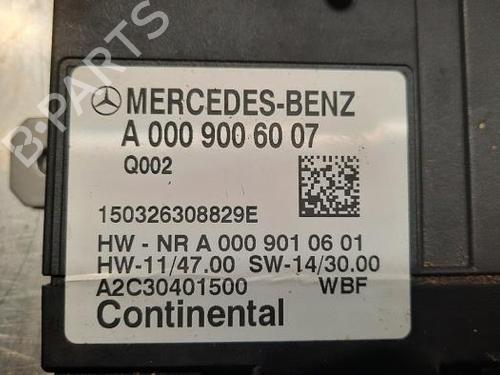 MERCEDES-BENZ
A 000 900 60 07
Q002
150326308829E
HW - NR A 000 901 06 01
HW-11/47.00 SW-14/30.00
A2C30401500 WBF
Continental
B-PARTS